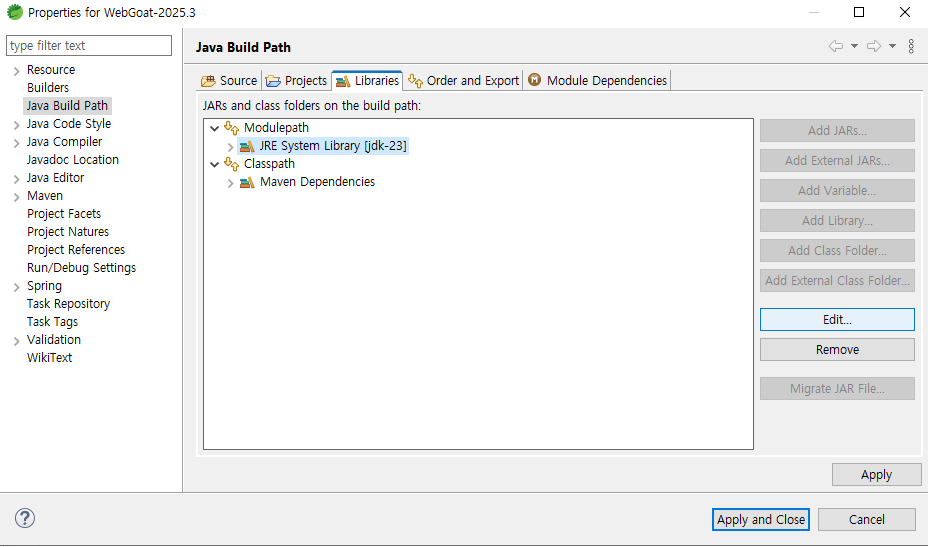 Properties for WebGoat-2025.3
type filter text
Resource
Builders
Java Build Path
Java Code Style
Java Compiler
Javadoc Location
Java Editor
Maven
Project Facets
Project Natures
Project References
Run/Debug Settings
Spring
Task Repository
Task Tags
Validation
WikiText
Java Build Path
Source
Projects
Libraries
Order and Export
Module Dependencies
JARs and class folders on the build path:
Modulepath
JRE System Library [jdk-23]
Classpath
Maven Dependencies
Add JARs...
Add External JARs...
Add Variable...
Add Library...
Add Class Folder...
Add External Class Folder...
Edit...
Remove
Migrate JAR File...
Apply
Apply and Close
Cancel